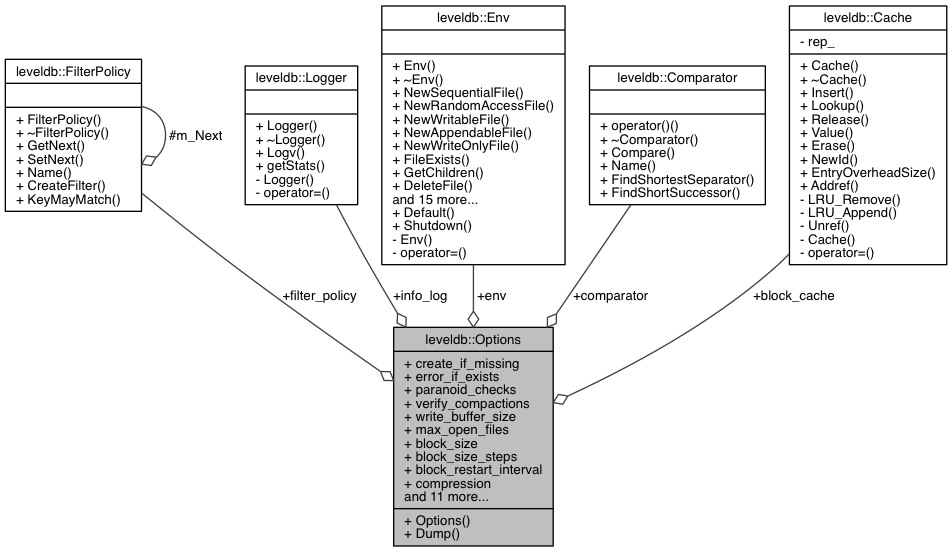 leveldb::FilterPolicy
+ FilterPolicy()
+ ~FilterPolicy()
+ GetNext()
+ SetNext()
+ Name()
+ CreateFilter()
+ KeyMayMatch()
#m_Next
leveldb::Logger
+ Logger()
+ ~Logger()
+ Logv()
+ getStats()
- Logger()
- operator=()
leveldb::Env
+ Env()
+ ~Env()
+ NewSequentialFile()
+ NewRandomAccessFile()
+ NewWritableFile()
+ NewAppendableFile()
+ NewWriteOnlyFile()
+ FileExists()
+ GetChildren()
+ DeleteFile()
and 15 more...
+ Default()
+ Shutdown()
- Env()
- operator=()
leveldb::Comparator
+ operator()()
+ ~Comparator()
+ Compare()
+ Name()
+ FindShortestSeparator()
+ FindShortSuccessor()
leveldb::Cache
- rep_
+ Cache()
+ ~Cache()
+ Insert()
+ Lookup()
+ Release()
+ Value()
+ Erase()
+ NewId()
+ EntryOverheadSize()
+ Addref()
- LRU_Remove()
- LRU_Append()
- Unref()
- Cache()
- operator=()
+filter_policy
+info_log
+env
+comparator
+block_cache
leveldb::Options
+ create_if_missing
+ error_if_exists
+ paranoid_checks
+ verify_compactions
+ write_buffer_size
+ max_open_files
+ block_size
+ block_size_steps
+ block_restart_interval
+ compression
and 11 more...
+ Options()
+ Dump()